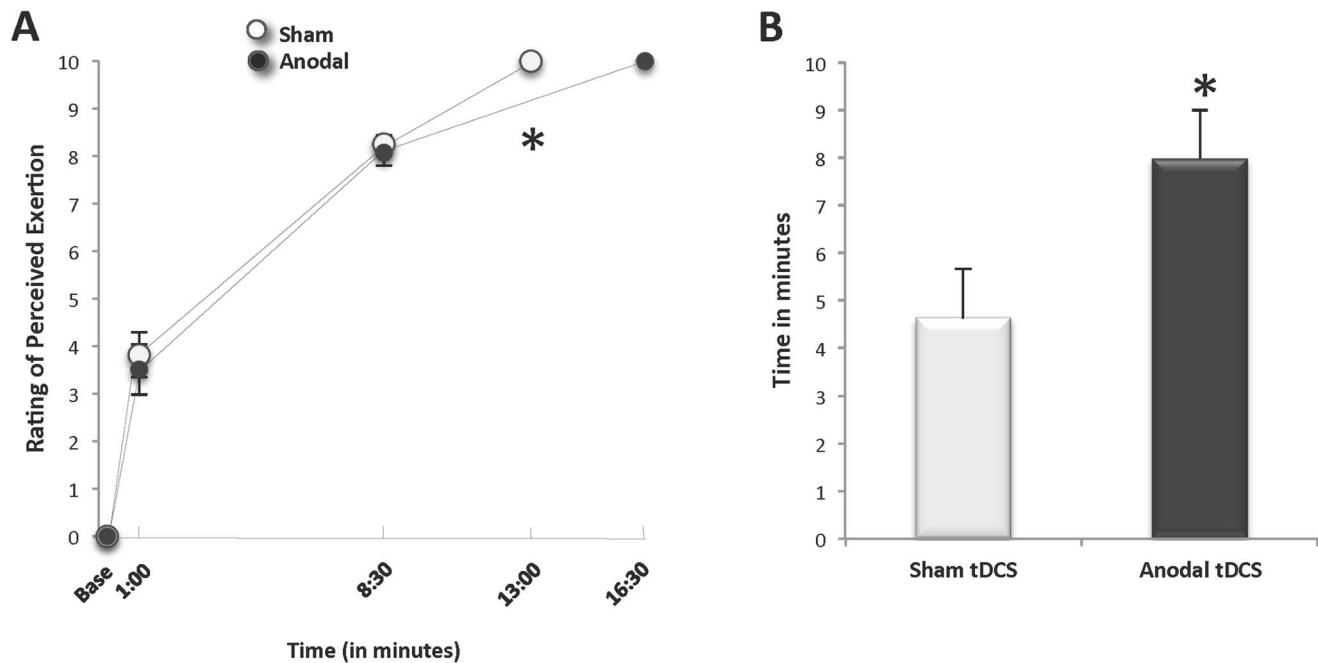 A
Sham
Anodal
10
9
8
7
6
5
4
3
2
1
0
*
Rating of Perceived Exertion
Base
1:00
8:30
13:00
16:30
Time (in minutes)
B
10
9
8
7
6
5
4
3
2
1
0
*
Time in minutes
Sham tDCS
Anodal tDCS